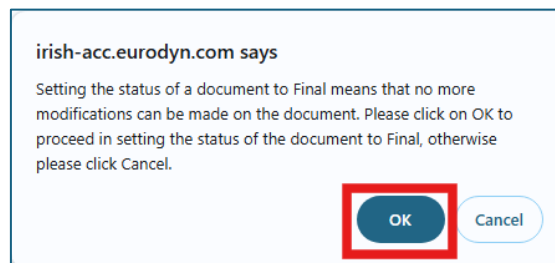 irish-acc.eurodyn.com says
Setting the status of a document to Final means that no more
modifications can be made on the document. Please click on OK to
proceed in setting the status of the document to Final, otherwise
please click Cancel.
OK Cancel